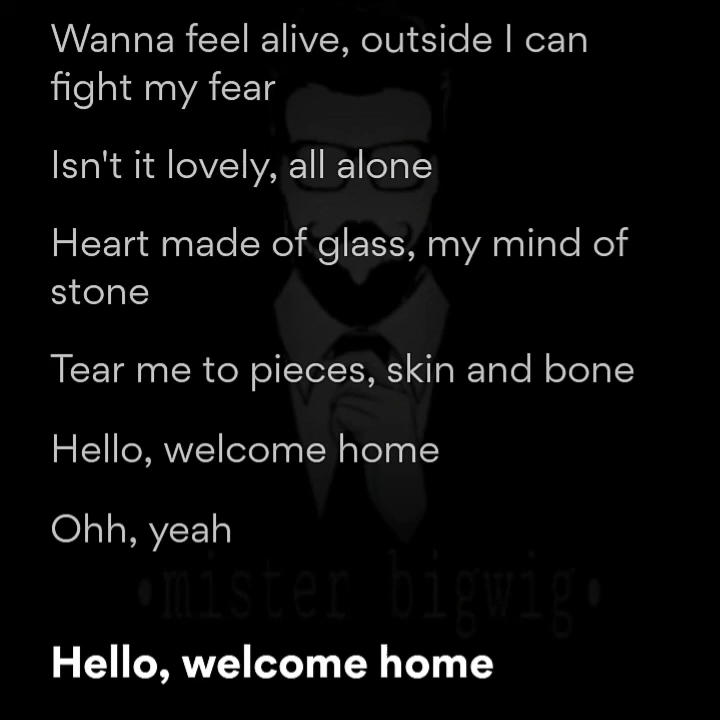 Wanna feel alive, outside I can
fight my fear
Isn't it lovely, all alone
Heart made of glass, my mind of
stone
Tear me to pieces, skin and bone
Hello, welcome home
Ohh, yeah
•mister bigwig•
Hello, welcome home